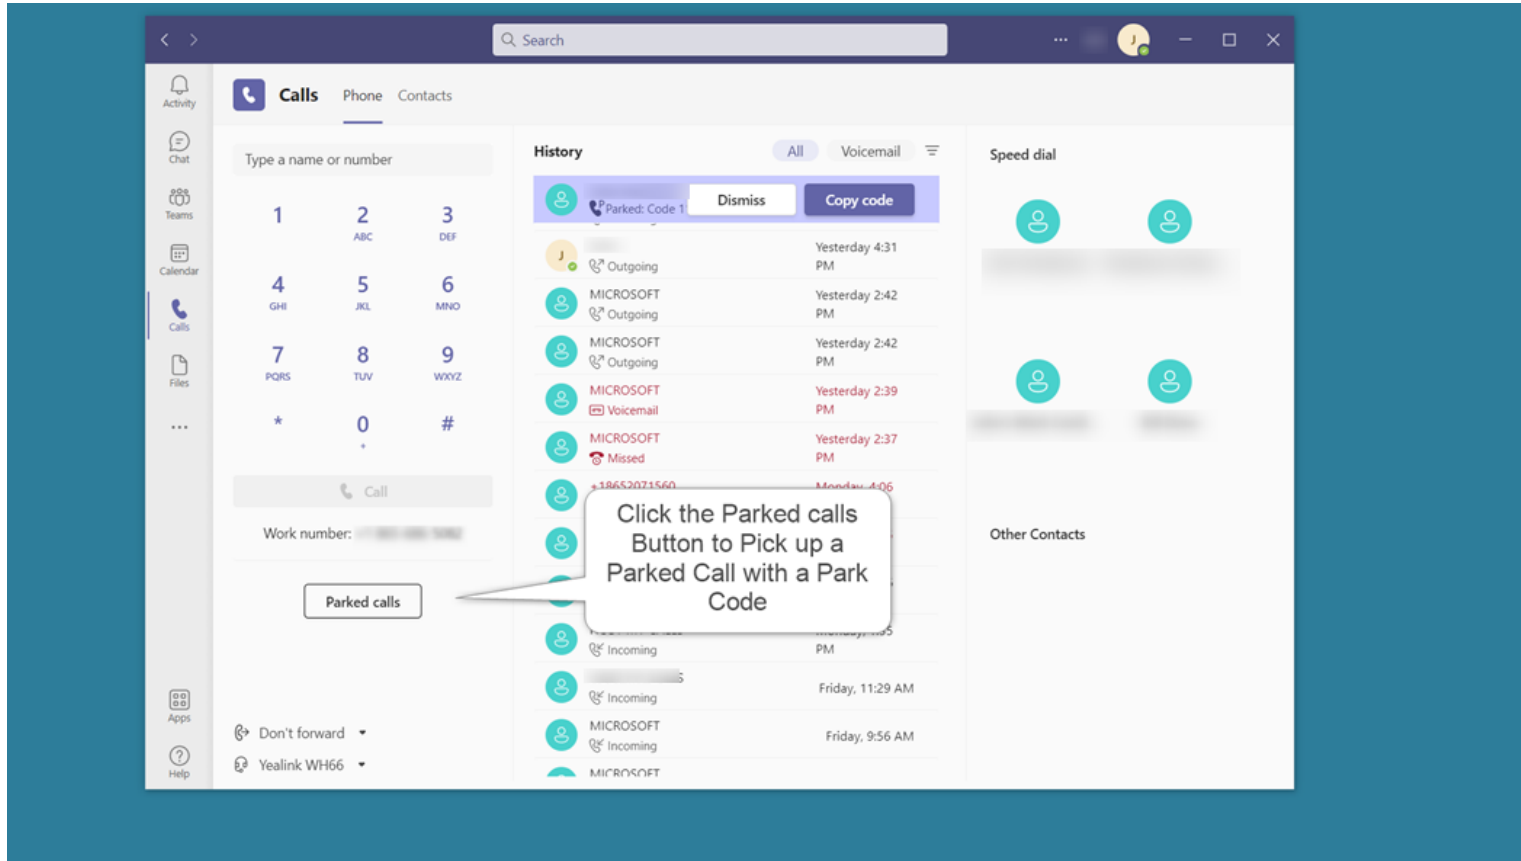 Search
J
Activity
Chat
Teams
Calendar
Calls
Files
Apps
Help
Calls Phone Contacts
Type a name or number
1 2 3
ABC DEF
4 5 6
GHI JKL MNO
7 8 9
PQRS TUV WXYZ
* 0 #
+
Call
Work number:
Parked calls
Don't forward
Yealink WH66
History All Voicemail
Parked: Code 1 Dismiss Copy code
J Yesterday 4:31
Outgoing PM
MICROSOFT Yesterday 2:42
Outgoing PM
MICROSOFT Yesterday 2:42
Outgoing PM
MICROSOFT Yesterday 2:39
Voicemail PM
MICROSOFT Yesterday 2:37
Missed PM
+18652071560 Monday, 4:06
Click the Parked calls
Button to Pick up a
Parked Call with a Park
Code
Incoming PM
Friday, 11:29 AM
Incoming
MICROSOFT Friday, 9:56 AM
Incoming
MICROSOFT
Speed dial
Other Contacts